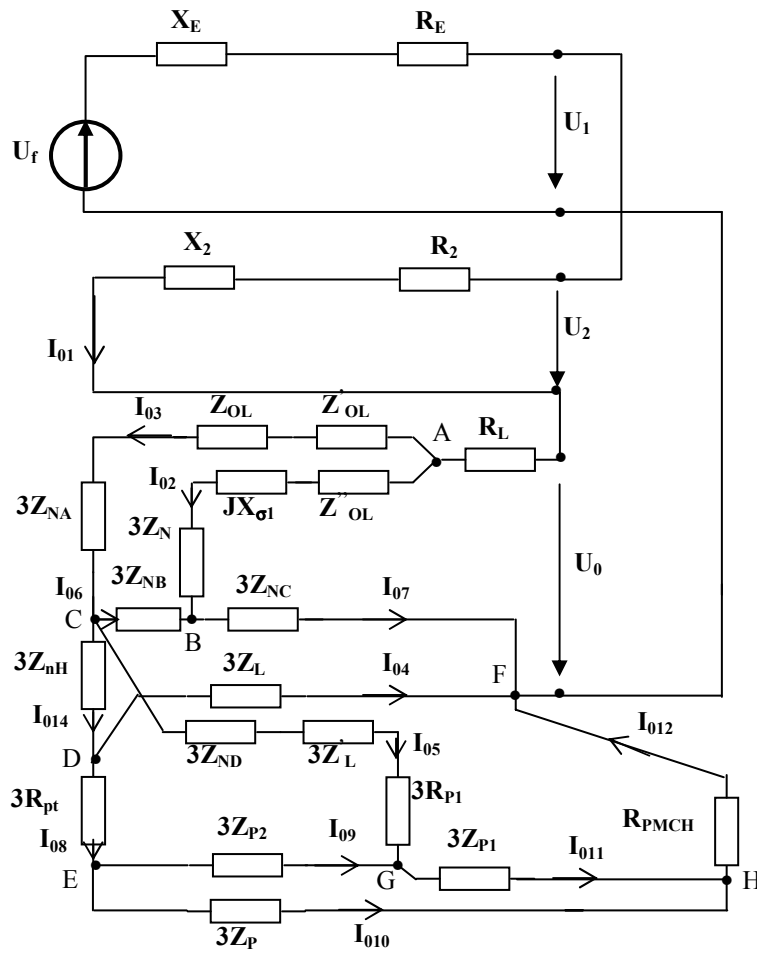 X_E R_E
U_f U_1
X_2 R_2
I_01 U_2
I_03 Z_OL Z'_OL A R_L
I_02 JX_σ1 Z"_OL
3Z_NA 3Z_N U_0
I_06 3Z_NB 3Z_NC I_07
C B
3Z_nH 3Z_L I_04 F
I_014 I_012
D 3Z_ND 3Z'_L I_05
3R_pt 3R_P1 R_PMCH
I_08 3Z_P2 I_09 3Z_P1 I_011
E G H
3Z_P I_010